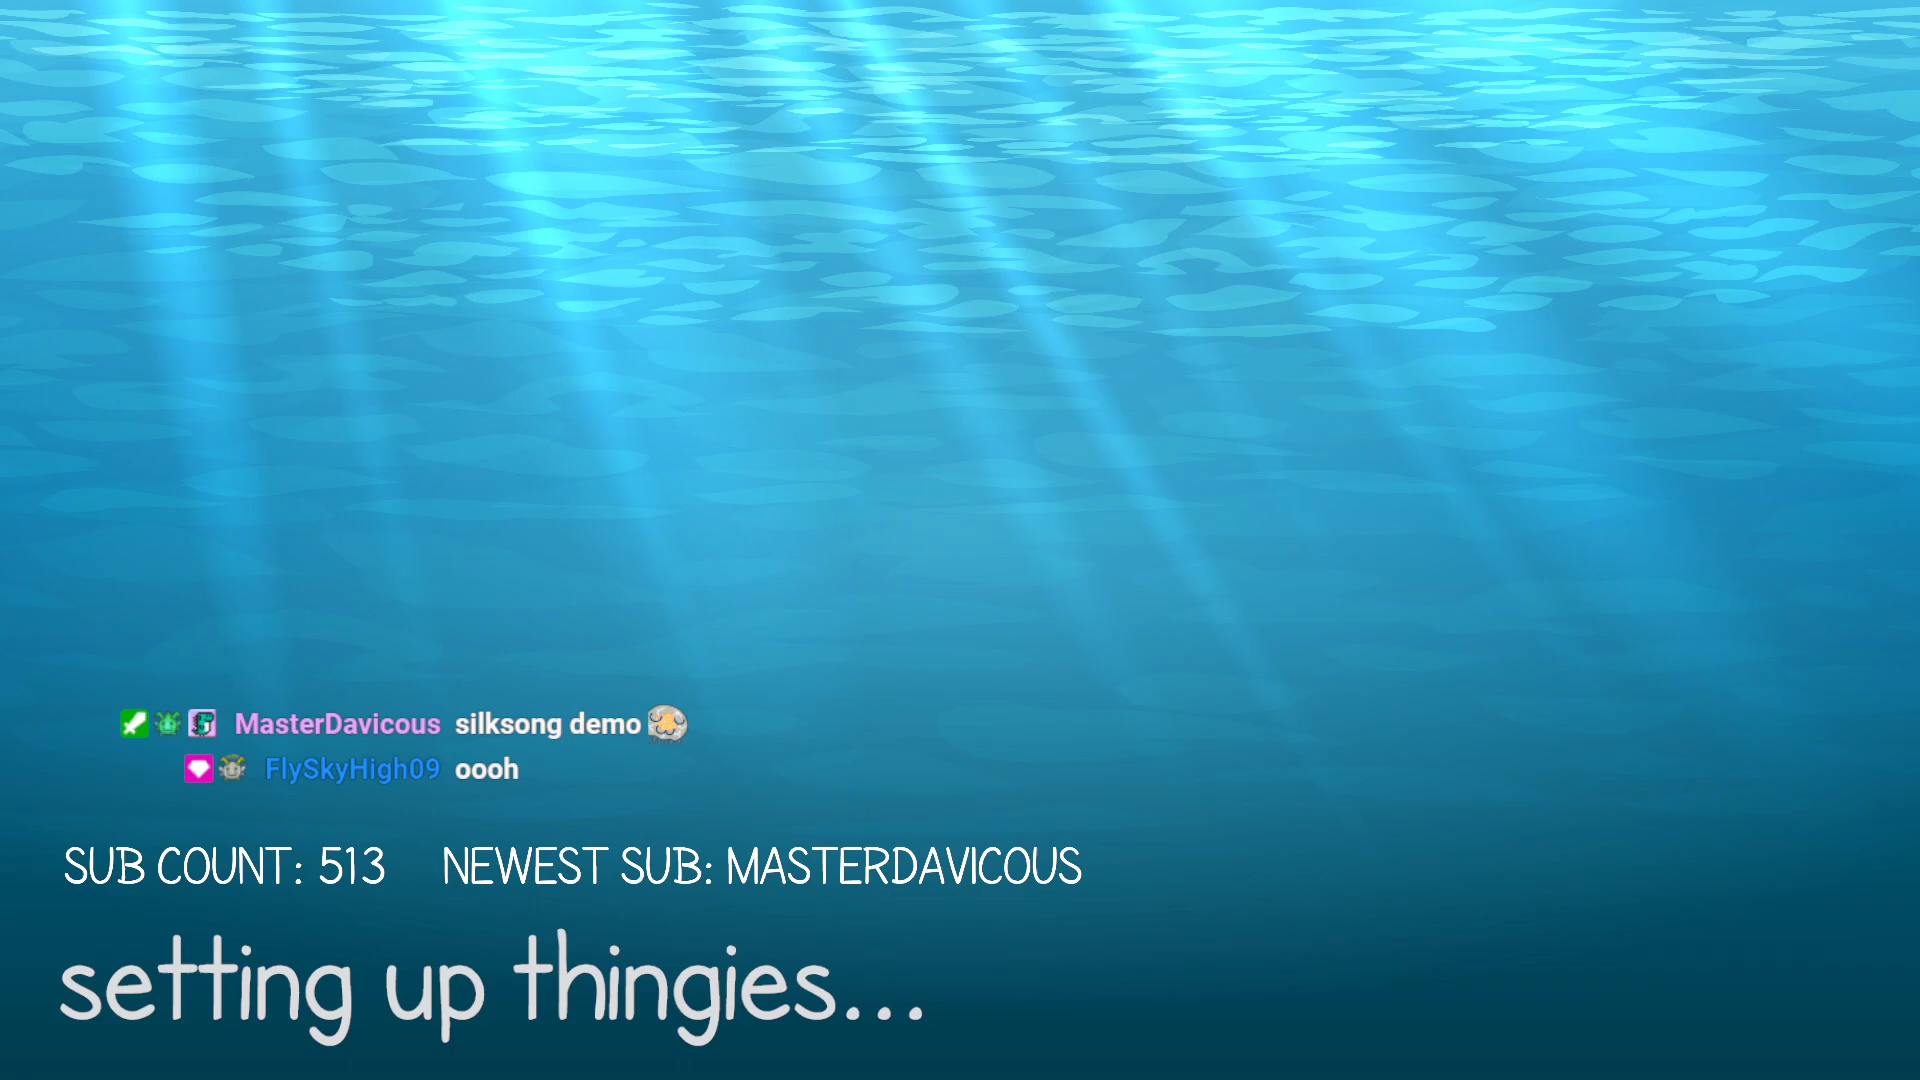 MasterDavicous silksong demo
FlySkyHigh09 oooh
SUB COUNT: 513 NEWEST SUB: MASTERDAVICOUS
setting up thingies...